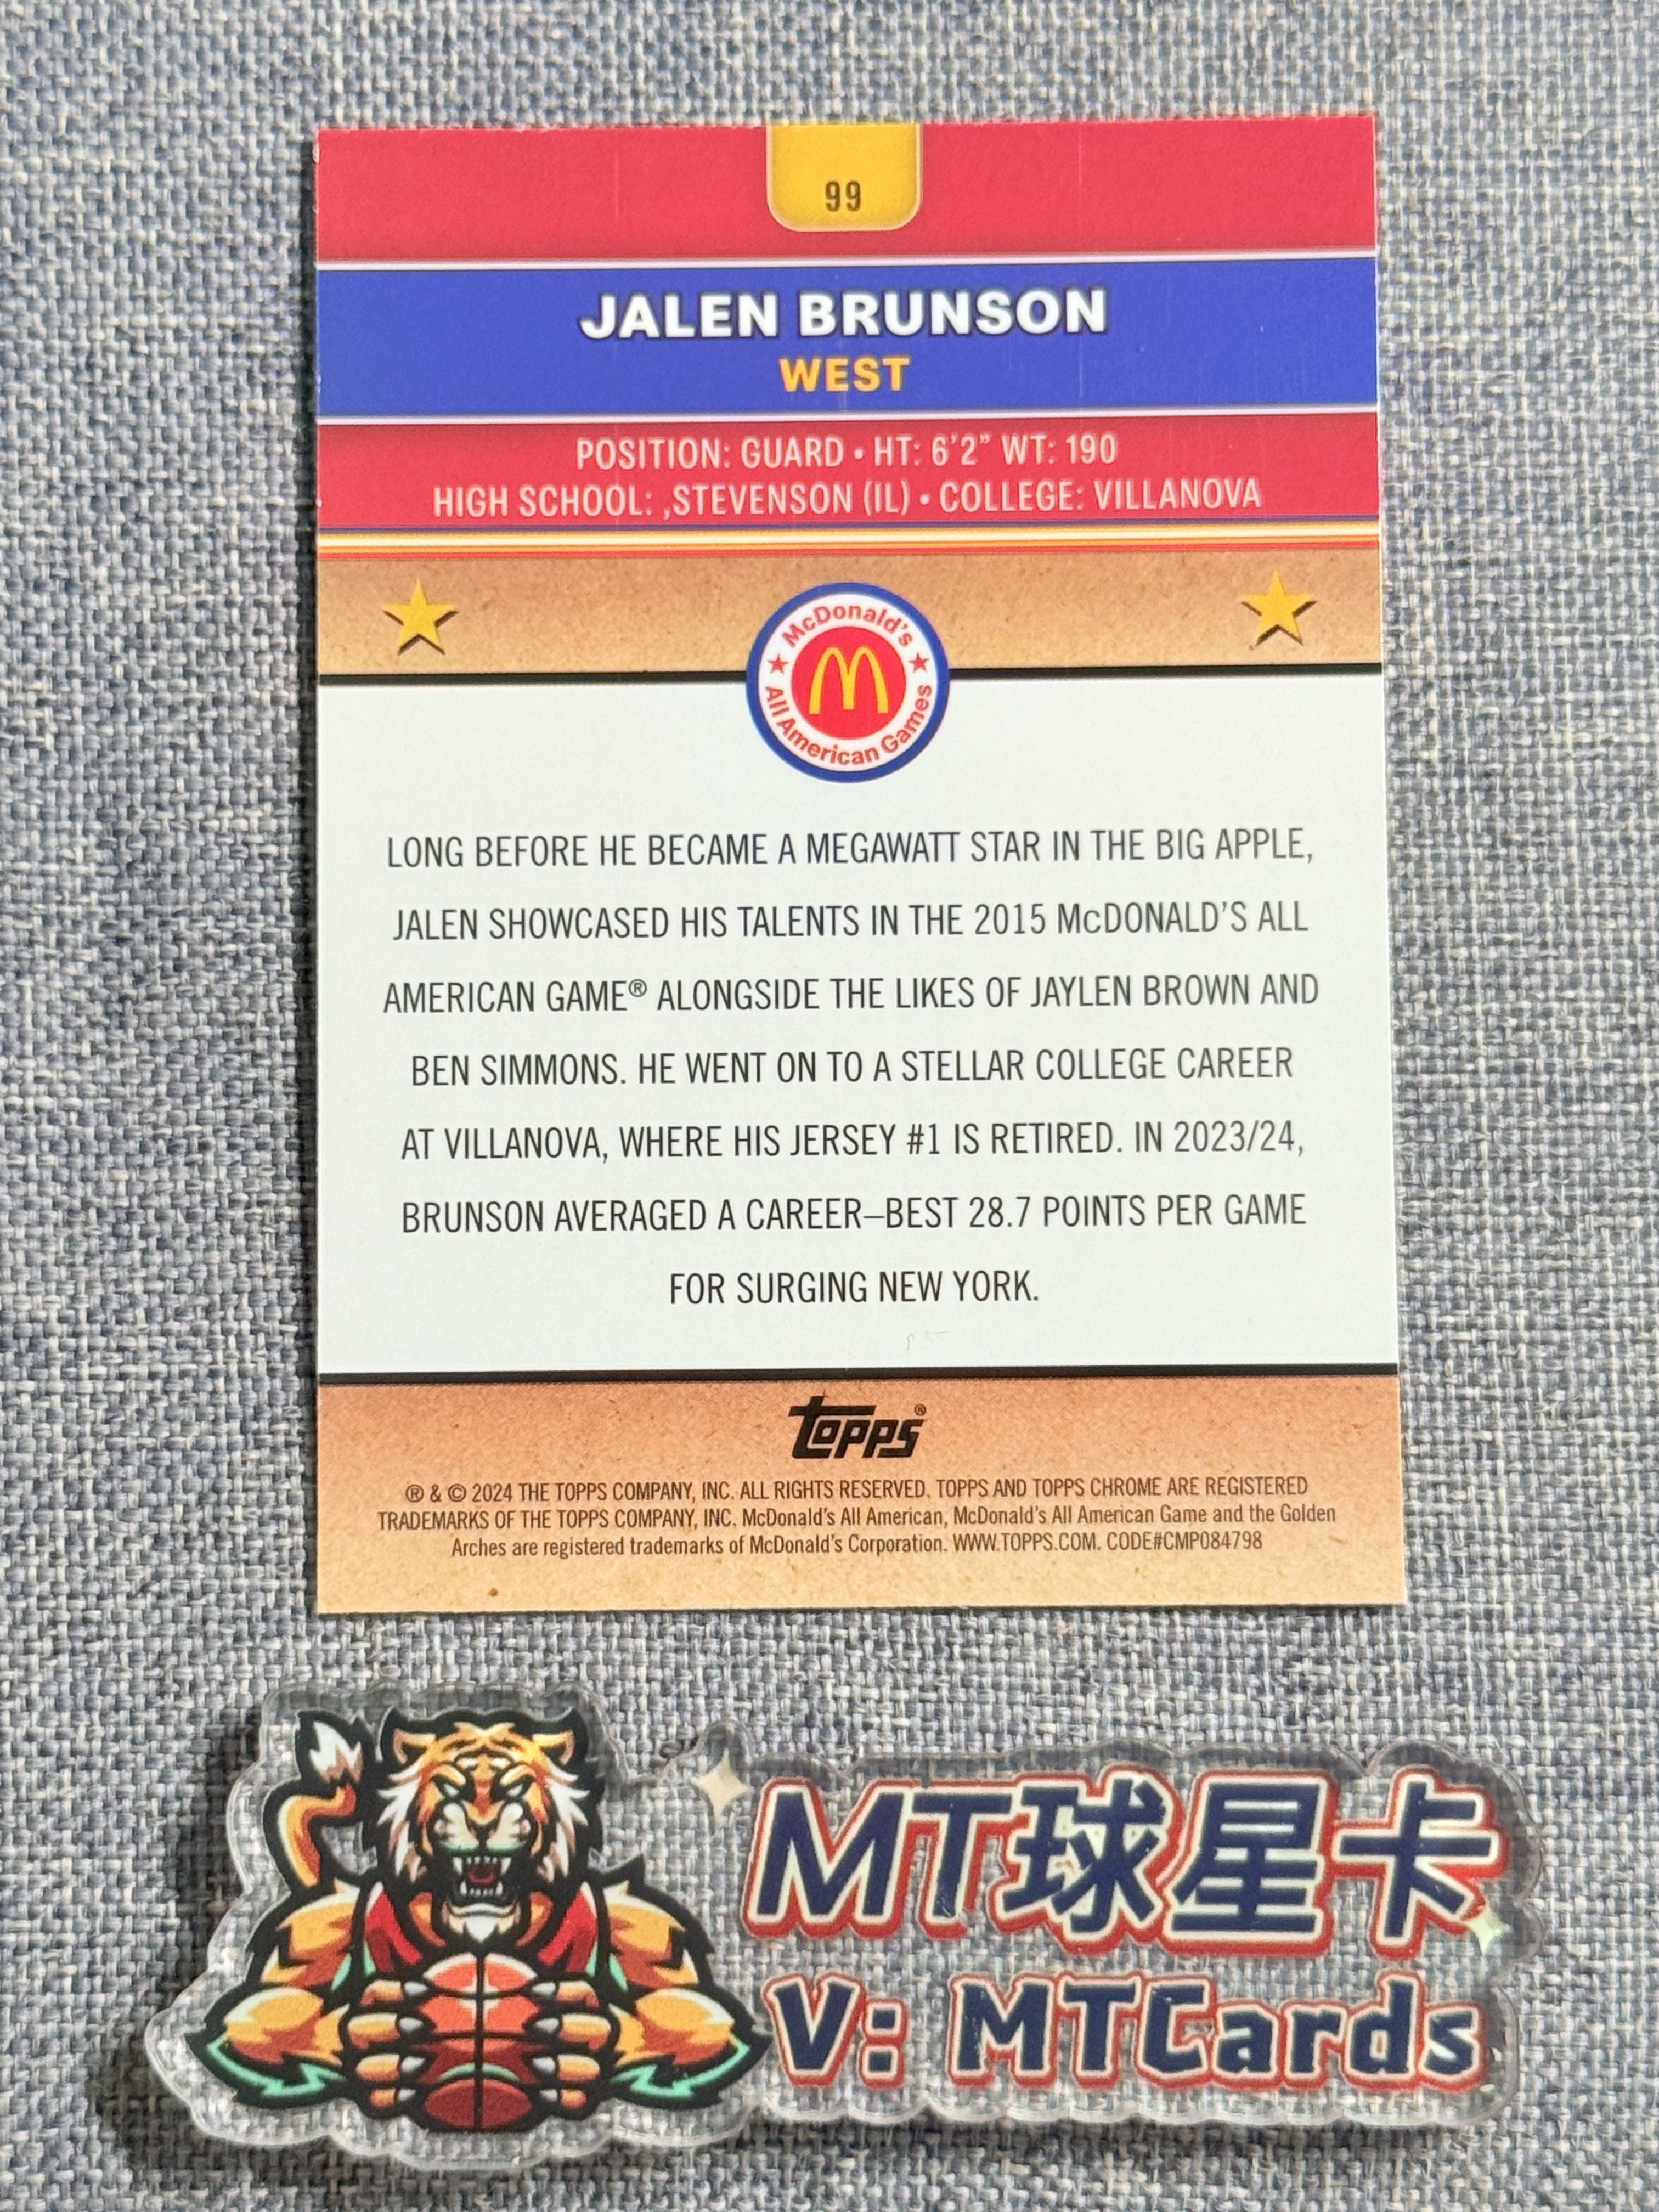 99
JALEN BRUNSON
WEST
POSITION: GUARD • HT: 6'2” WT: 190
HIGH SCHOOL: ,STEVENSON (IL) • COLLEGE: VILLANOVA
McDonald's
All American Games
LONG BEFORE HE BECAME A MEGAWATT STAR IN THE BIG APPLE,
JALEN SHOWCASED HIS TALENTS IN THE 2015 McDONALD'S ALL
AMERICAN GAME® ALONGSIDE THE LIKES OF JAYLEN BROWN AND
BEN SIMMONS. HE WENT ON TO A STELLAR COLLEGE CAREER
AT VILLANOVA, WHERE HIS JERSEY #1 IS RETIRED. IN 2023/24,
BRUNSON AVERAGED A CAREER–BEST 28.7 POINTS PER GAME
FOR SURGING NEW YORK.
TOPPS®
® & © 2024 THE TOPPS COMPANY, INC. ALL RIGHTS RESERVED. TOPPS AND TOPPS CHROME ARE REGISTERED
TRADEMARKS OF THE TOPPS COMPANY, INC. McDonald's All American, McDonald's All American Game and the Golden
Arches are registered trademarks of McDonald's Corporation. WWW.TOPPS.COM. CODE#CMP084798
MT球星卡
V: MTCards